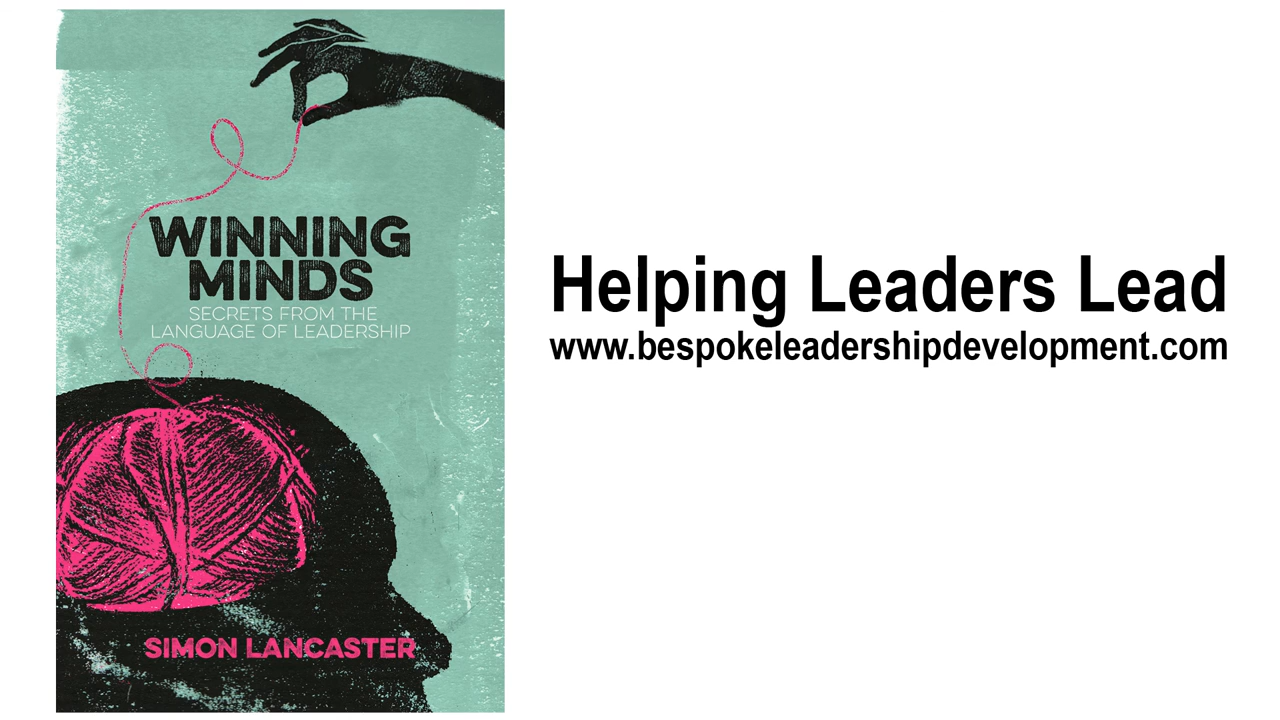 WINNING
MINDS
SECRETS FROM THE
LANGUAGE OF LEADERSHIP
SIMON LANCASTER
Helping Leaders Lead
www.bespokeleadershipdevelopment.com